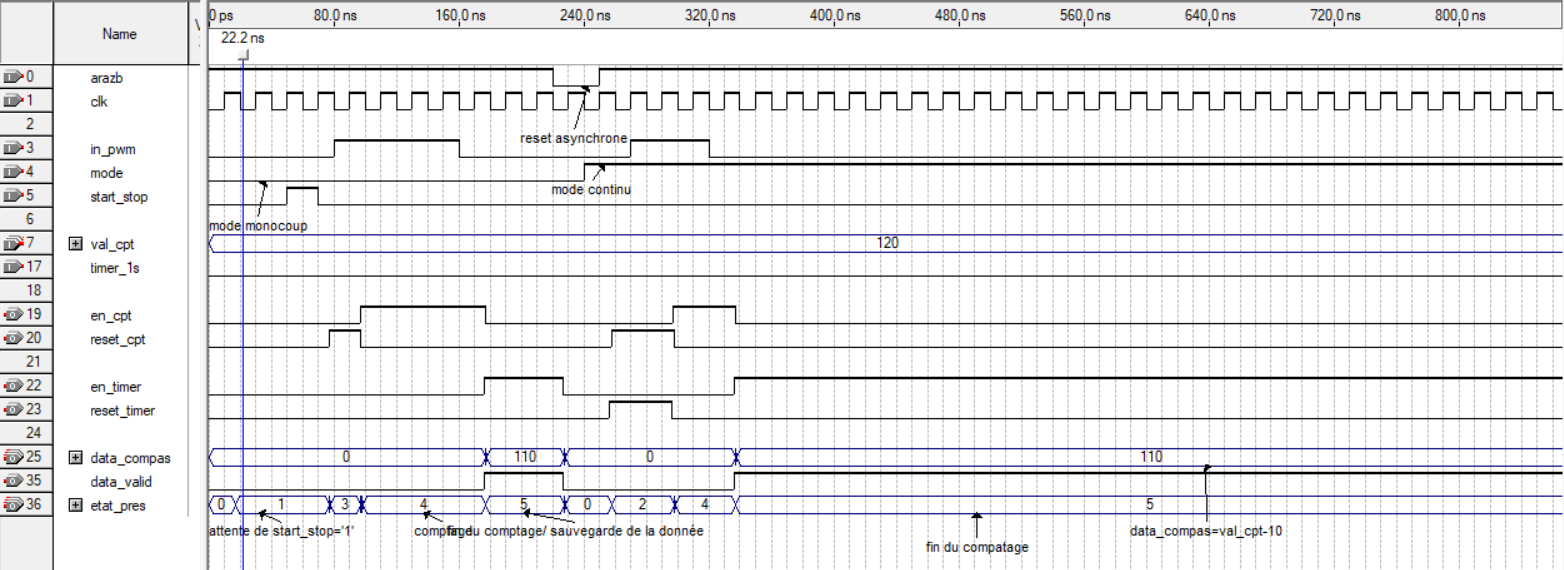 Name
V
0 ps 80.0 ns 160.0 ns 240.0 ns 320.0 ns 400.0 ns 480.0 ns 560.0 ns 640.0 ns 720.0 ns 800.0 ns
22.2 ns
0 arazb
1 clk
2
reset asynchrone
3 in_pwm
4 mode
mode continu
5 start_stop
6
mode monocoup
7 val_cpt 120
17 timer_1s
18
19 en_cpt
20 reset_cpt
21
22 en_timer
23 reset_timer
24
25 data_compas 0 110 0 110
35 data_valid
36 etat_pres 0 1 3 4 5 0 2 4 5
attente de start_stop='1'
comptage
fin du comptage/ sauvegarde de la donnée
data_compas=val_cpt-10
fin du compatage